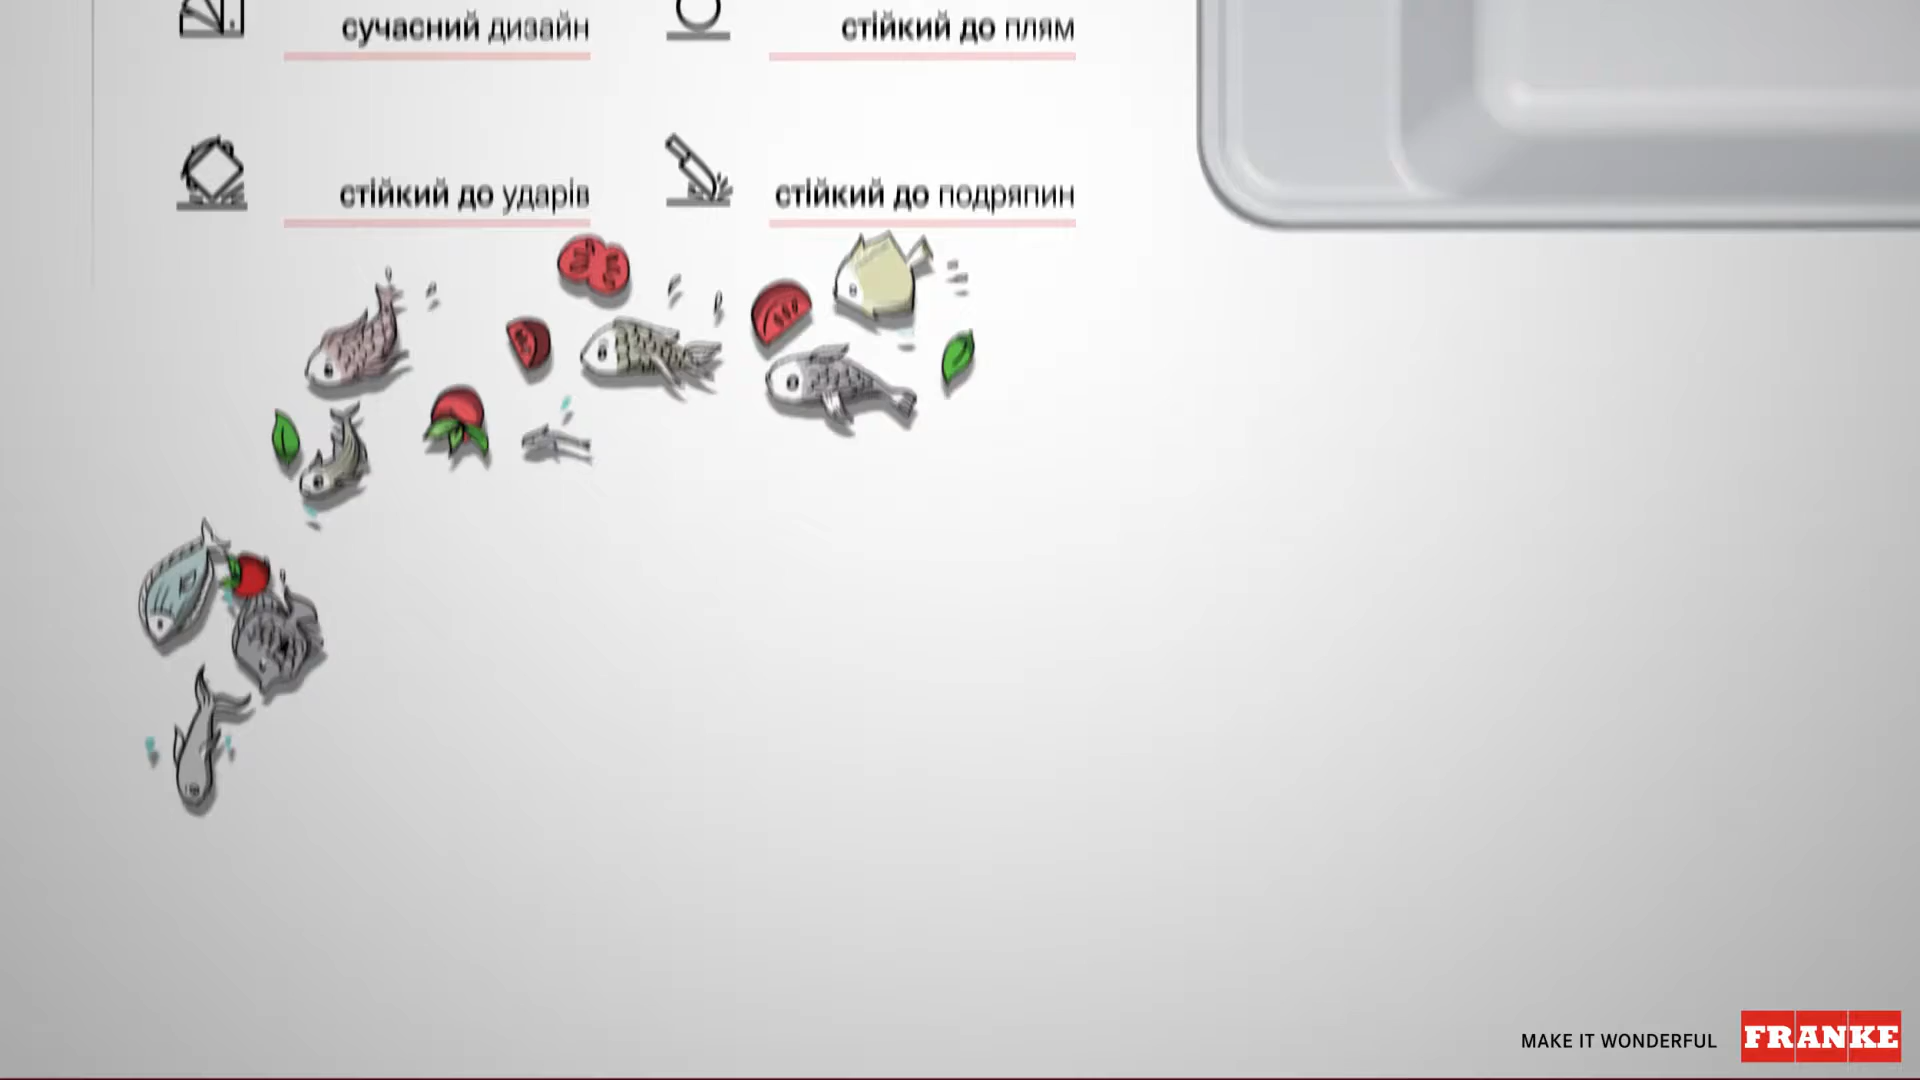 сучасний дизайн
стійкий до плям
стійкий до ударів
стійкий до подряпин
MAKE IT WONDERFUL
FRANKE